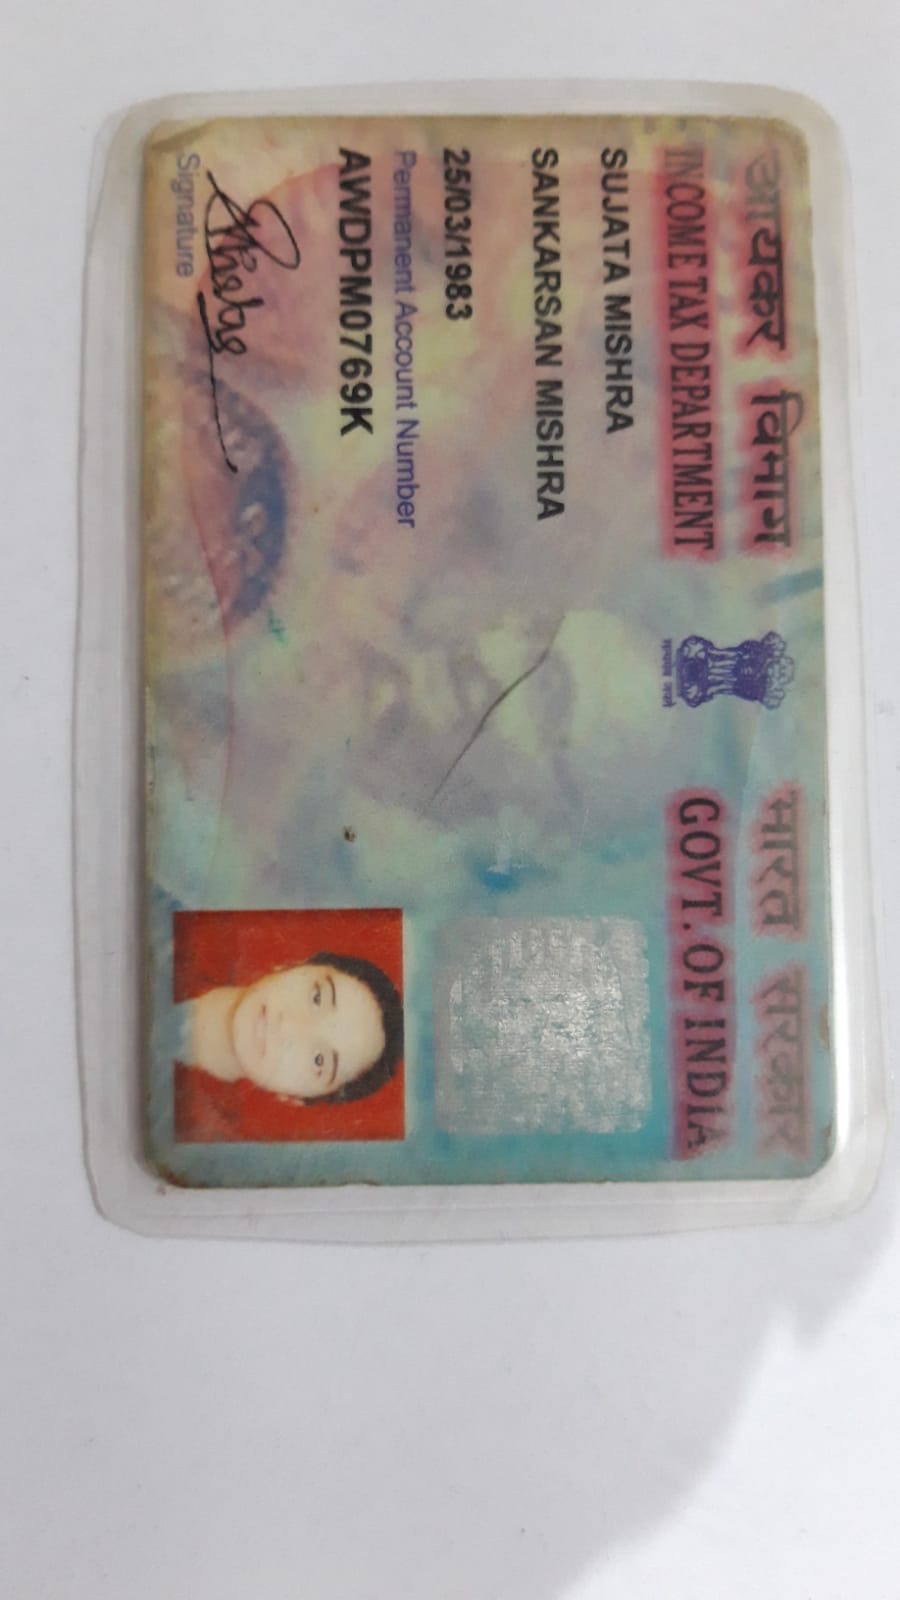 आयकर विभाग
INCOME TAX DEPARTMENT
सत्यमेव जयते
भारत सरकार
GOVT. OF INDIA
SUJATA MISHRA
SANKARSAN MISHRA
25/03/1983
Permanent Account Number
AWDPM0769K
Signature